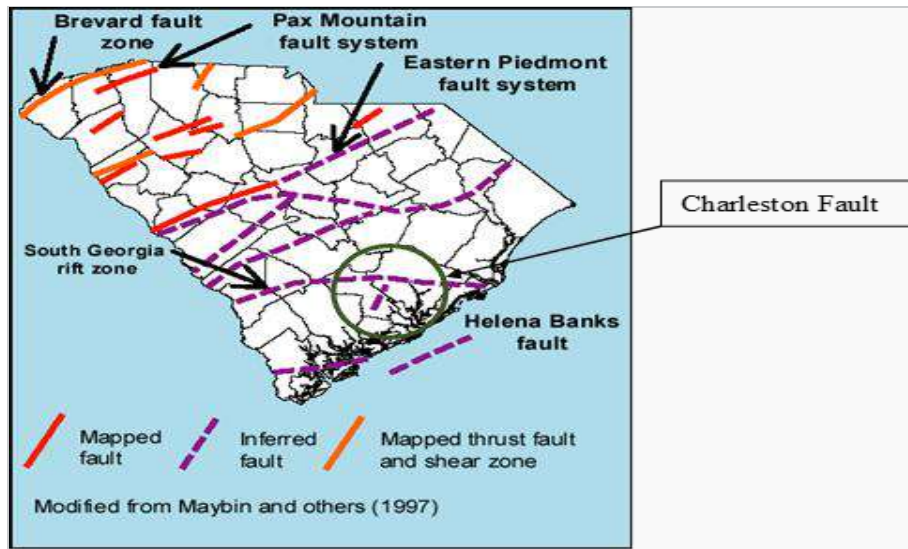 Brevard fault
zone
Pax Mountain
fault system
Eastern Piedmont
fault system
Charleston Fault
South Georgia
rift zone
Helena Banks
fault
Mapped
fault
Inferred
fault
Mapped thrust fault
and shear zone
Modified from Maybin and others (1997)